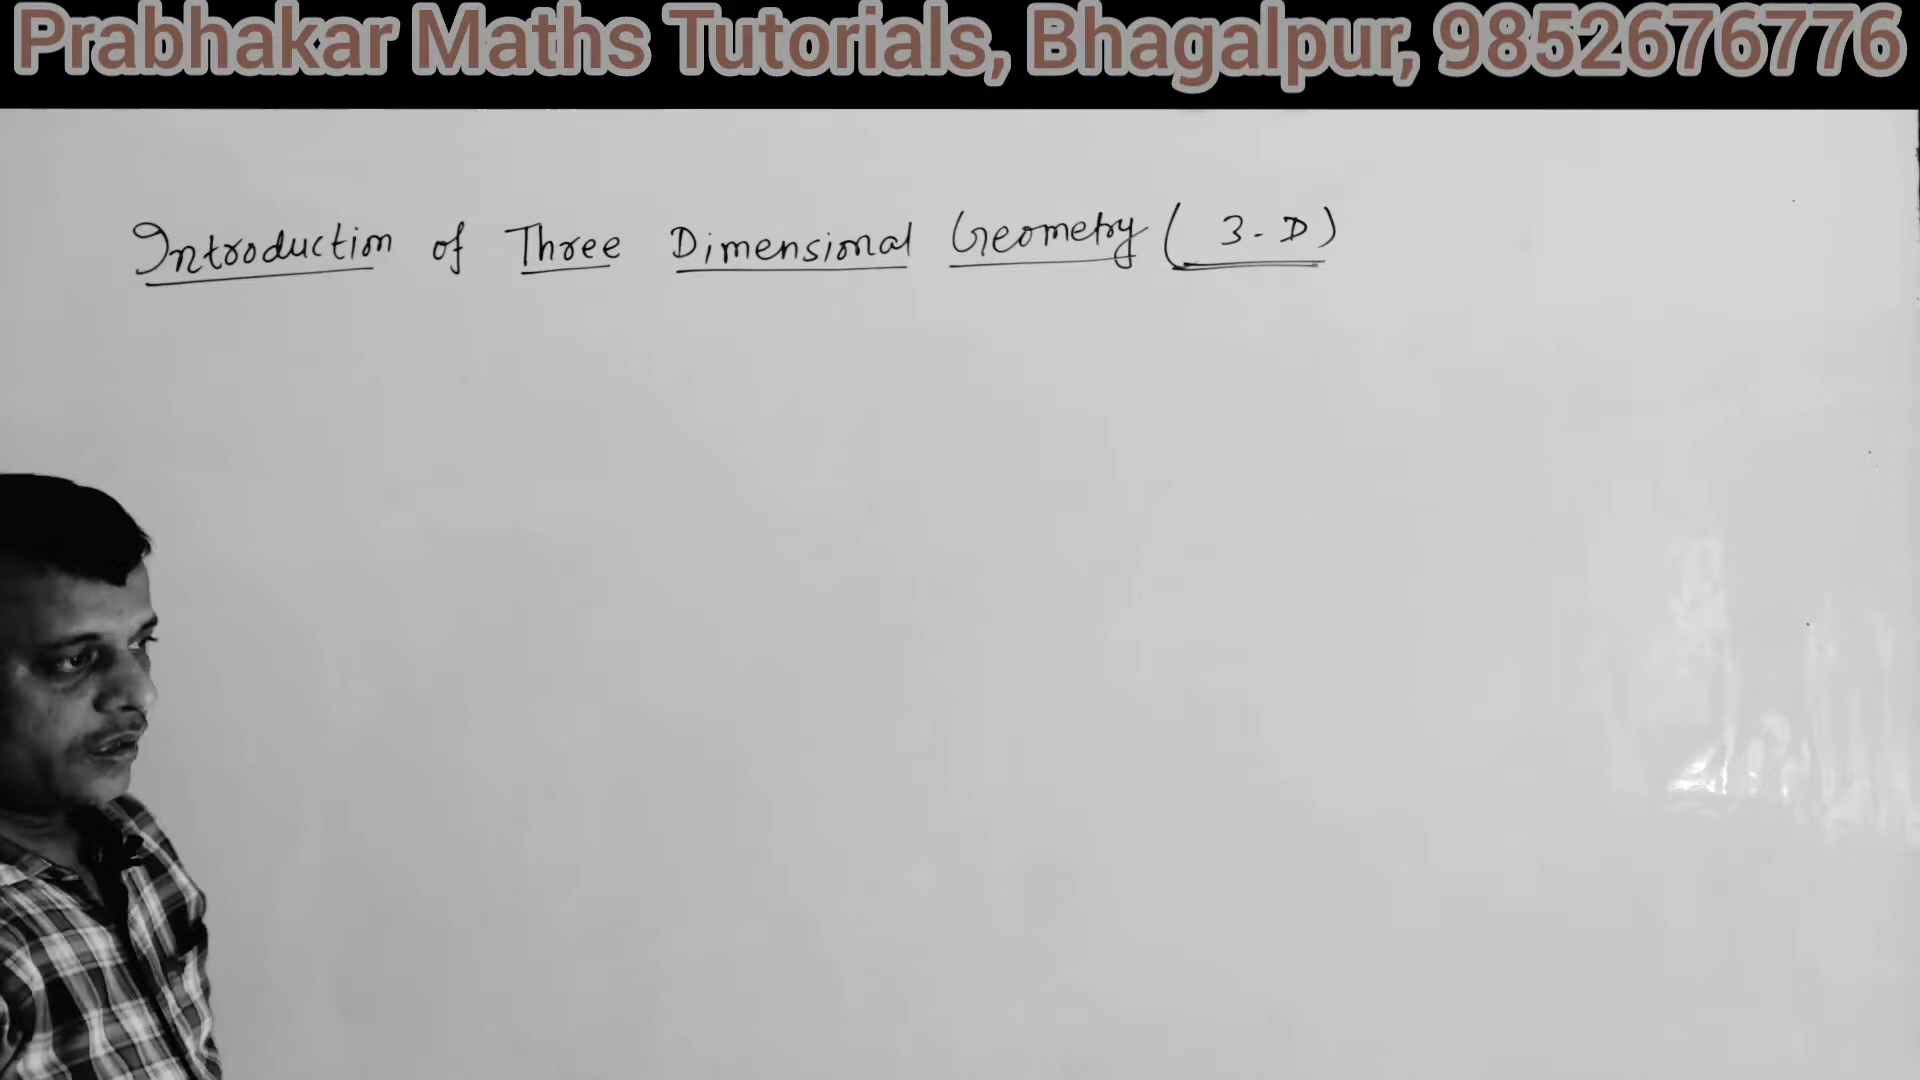 Prabhakar Maths Tutorials, Bhagalpur, 9852676776
Introduction of Three Dimensional Geometry ( 3-D )